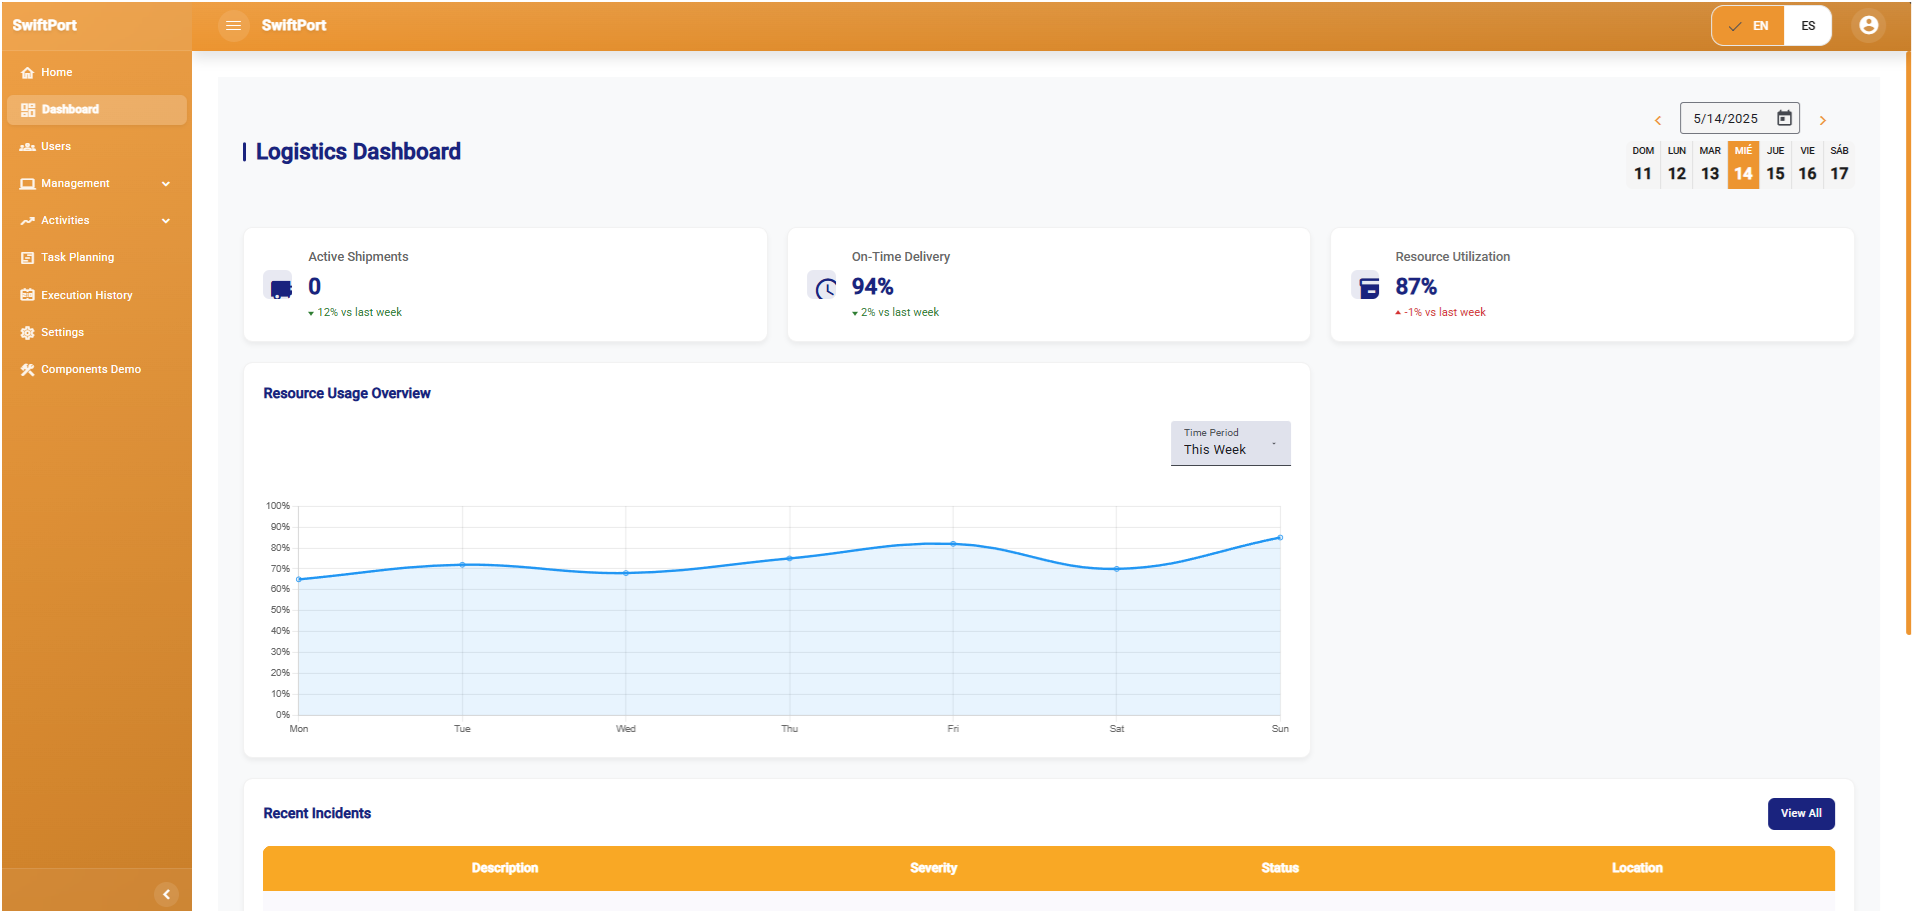 SwiftPort
SwiftPort
EN
ES
Home
Dashboard
Users
Management
Activities
Task Planning
Execution History
Settings
Components Demo
Logistics Dashboard
5/14/2025
DOM LUN MAR MIÉ JUE VIE SÁB
11 12 13 14 15 16 17
Active Shipments
0
12% vs last week
On-Time Delivery
94%
2% vs last week
Resource Utilization
87%
-1% vs last week
Resource Usage Overview
Time Period
This Week
100%
90%
80%
70%
60%
50%
40%
30%
20%
10%
0%
Mon Tue Wed Thu Fri Sat Sun
Recent Incidents
View All
Description Severity Status Location